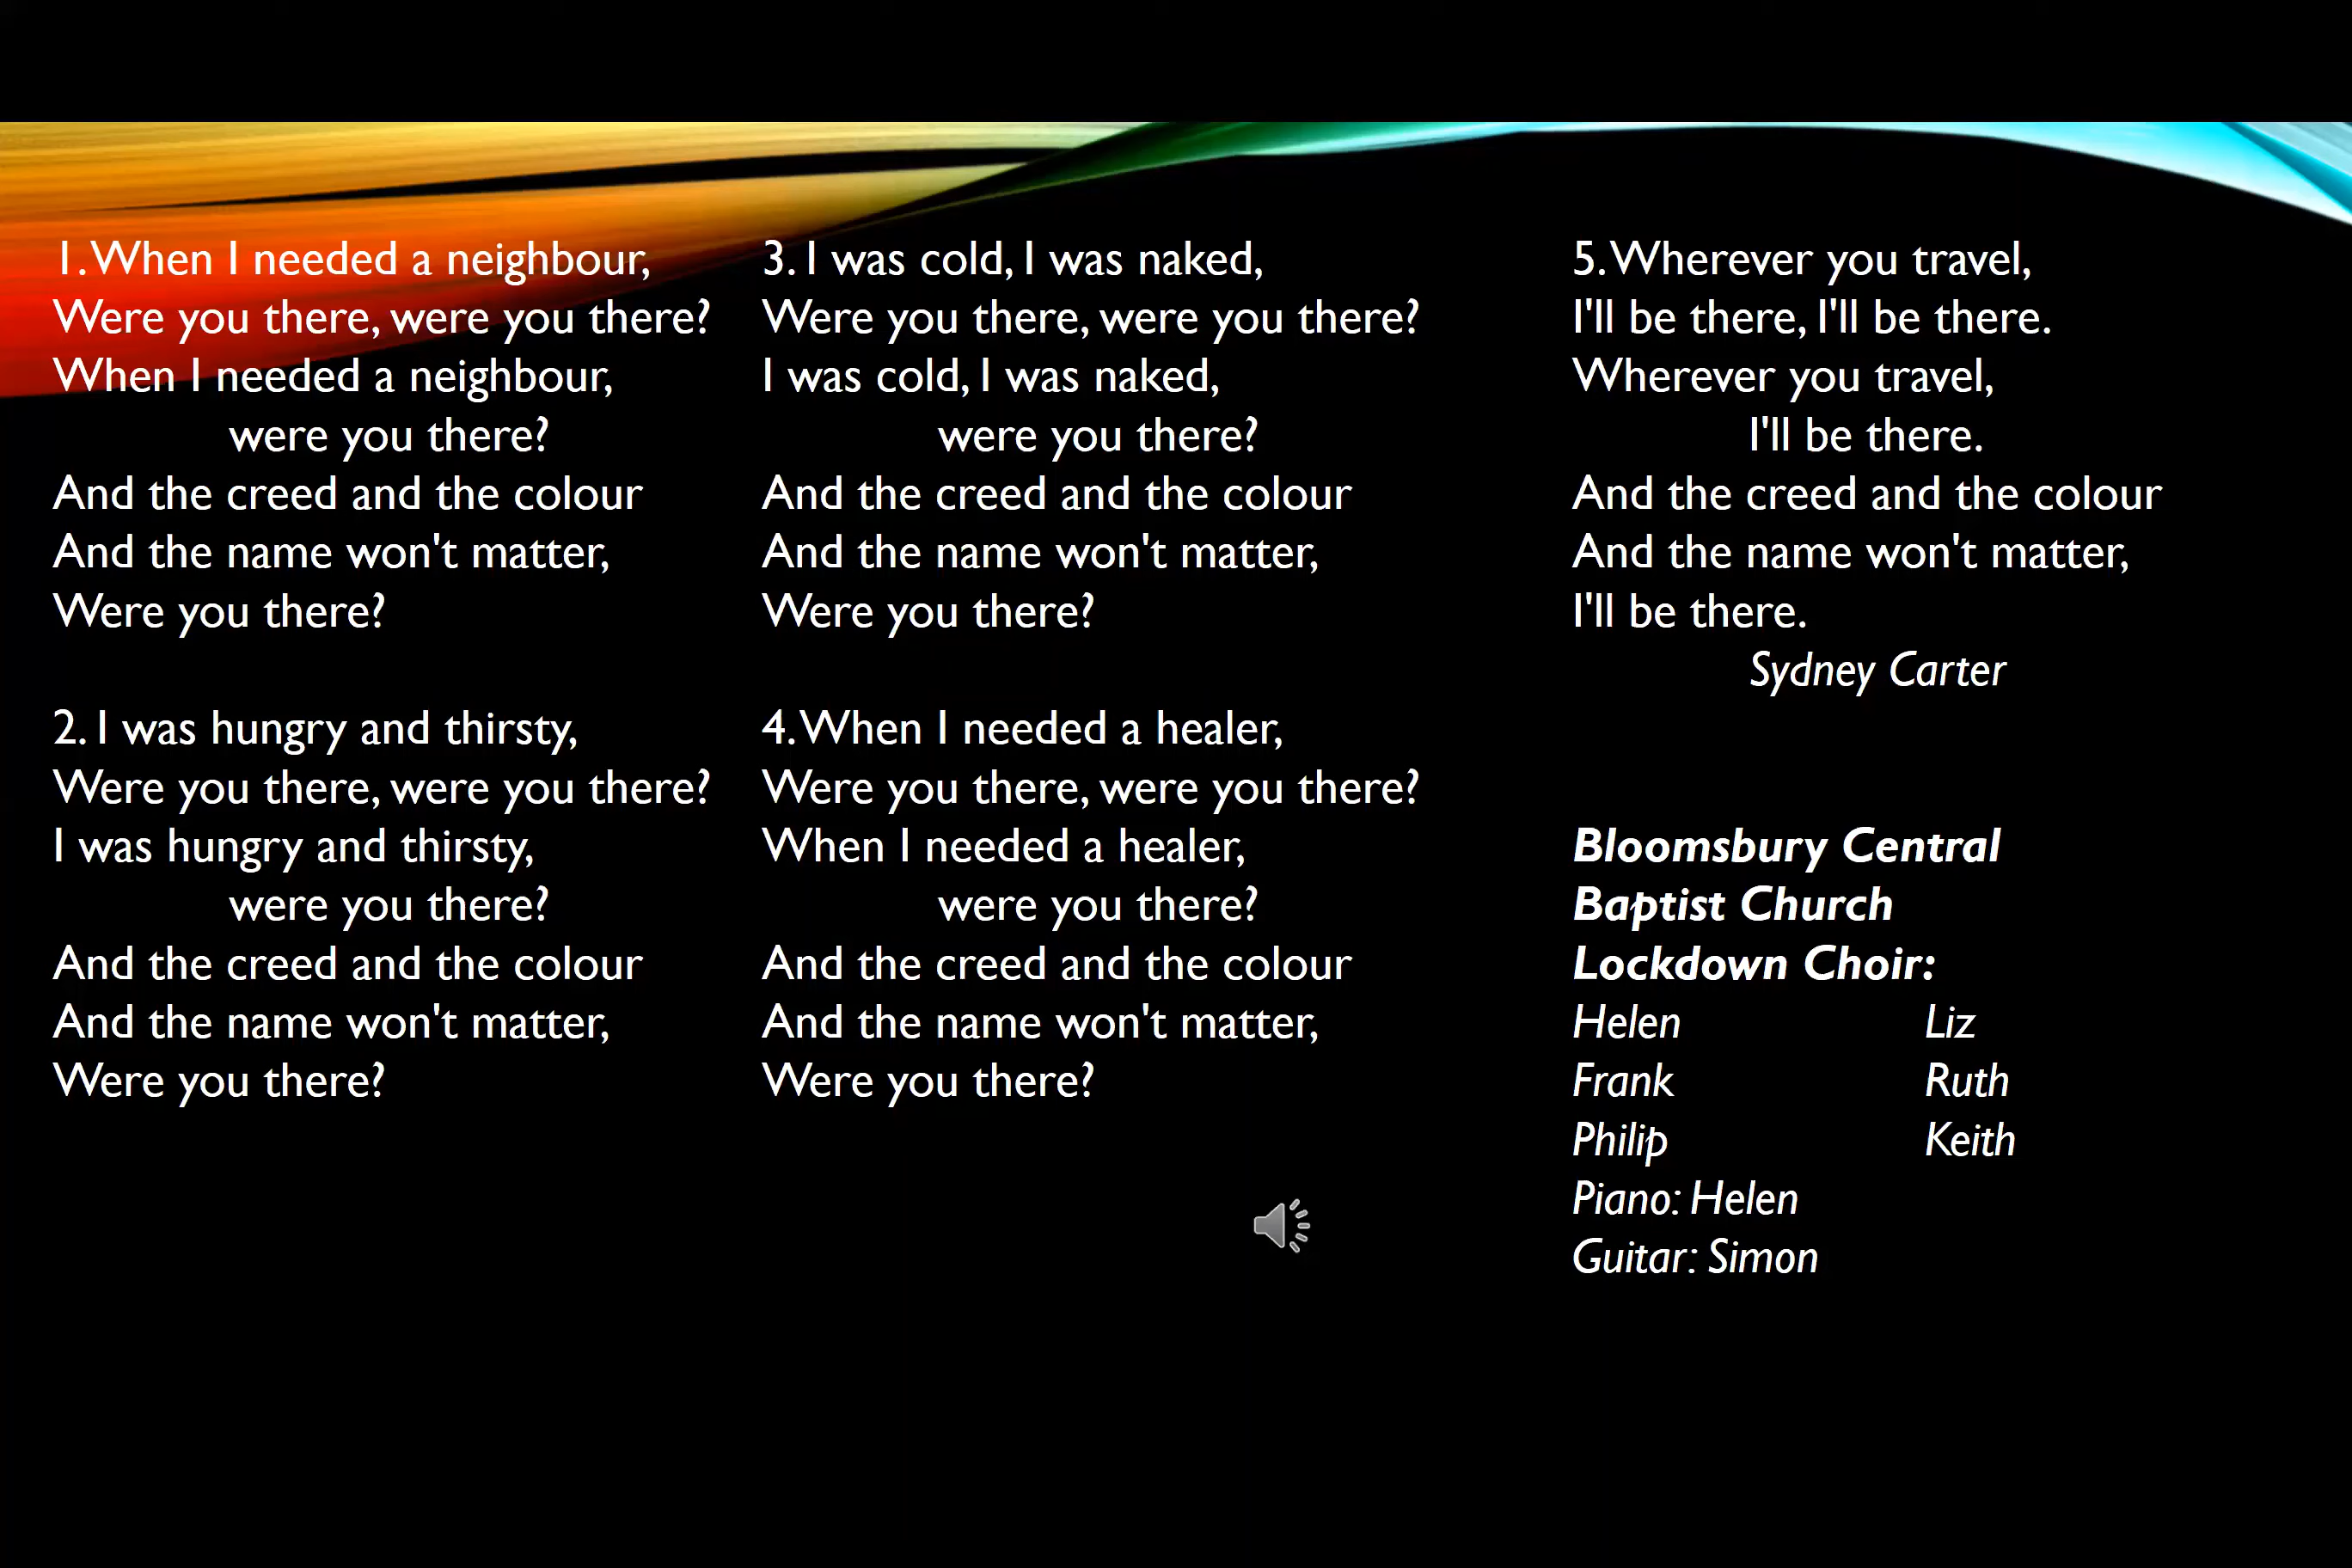 1. When I needed a neighbour,
Were you there, were you there?
When I needed a neighbour,
were you there?
And the creed and the colour
And the name won't matter,
Were you there?
2. I was hungry and thirsty,
Were you there, were you there?
I was hungry and thirsty,
were you there?
And the creed and the colour
And the name won't matter,
Were you there?
3. I was cold, I was naked,
Were you there, were you there?
I was cold, I was naked,
were you there?
And the creed and the colour
And the name won't matter,
Were you there?
4. When I needed a healer,
Were you there, were you there?
When I needed a healer,
were you there?
And the creed and the colour
And the name won't matter,
Were you there?
5. Wherever you travel,
I'll be there, I'll be there.
Wherever you travel,
I'll be there.
And the creed and the colour
And the name won't matter,
I'll be there.
Sydney Carter
Bloomsbury Central
Baptist Church
Lockdown Choir:
Helen Liz
Frank Ruth
Philip Keith
Piano: Helen
Guitar: Simon